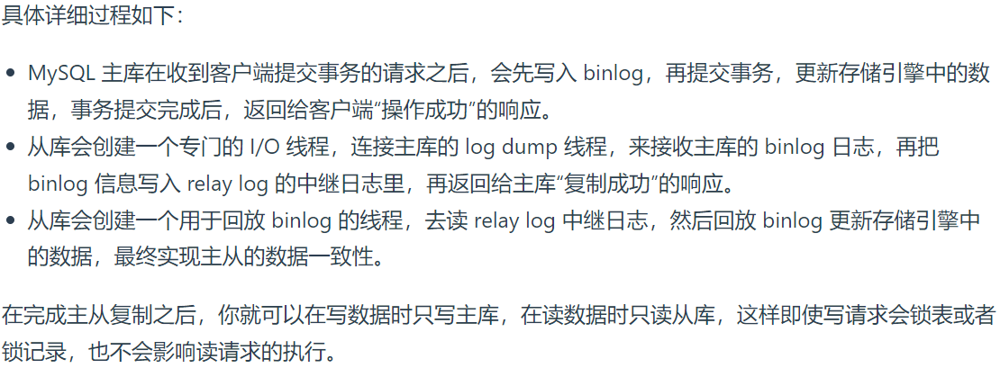 具体详细过程如下：
• MySQL 主库在收到客户端提交事务的请求之后，会先写入 binlog，再提交事务，更新存储引擎中的数
据，事务提交完成后，返回给客户端“操作成功”的响应。
• 从库会创建一个专门的 I/O 线程，连接主库的 log dump 线程，来接收主库的 binlog 日志，再把
binlog 信息写入 relay log 的中继日志里，再返回给主库“复制成功”的响应。
• 从库会创建一个用于回放 binlog 的线程，去读 relay log 中继日志，然后回放 binlog 更新存储引擎中
的数据，最终实现主从的数据一致性。
在完成主从复制之后，你就可以在写数据时只写主库，在读数据时只读从库，这样即使写请求会锁表或者
锁记录，也不会影响读请求的执行。